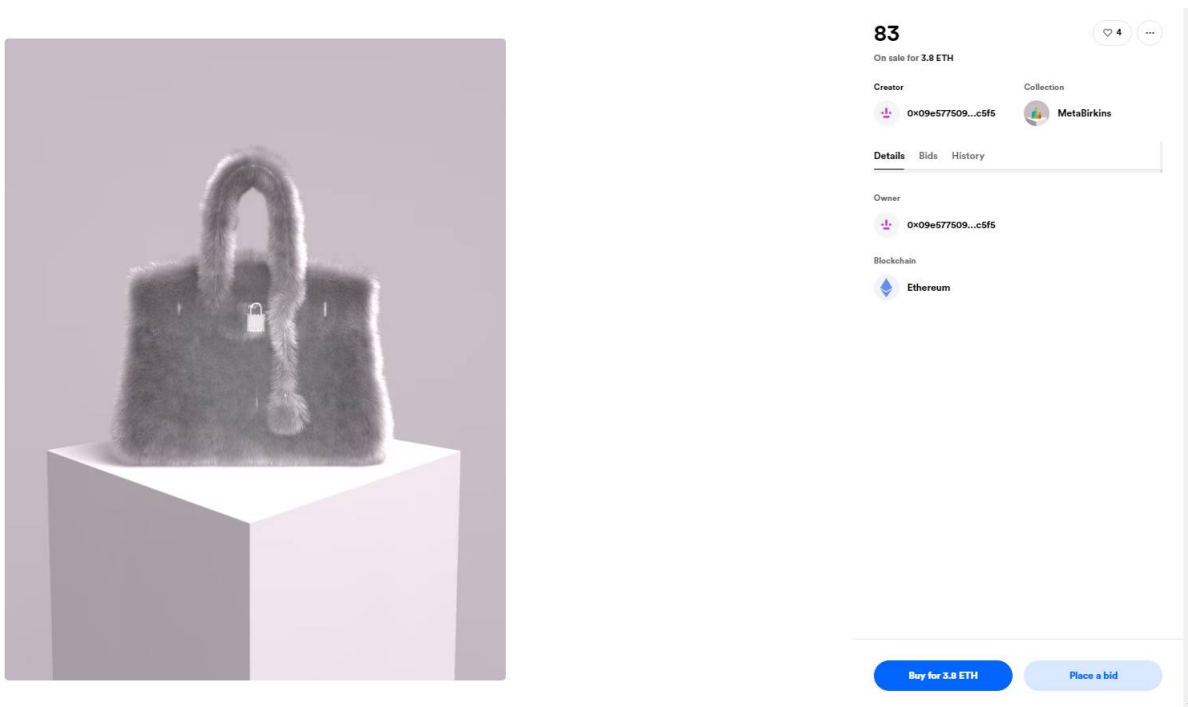 83
4
On sale for 3.8 ETH
Creator
Collection
0x09e577509...c5f5
MetaBirkins
Details Bids History
Owner
0x09e577509...c5f5
Blockchain
Ethereum
Buy for 3.8 ETH
Place a bid